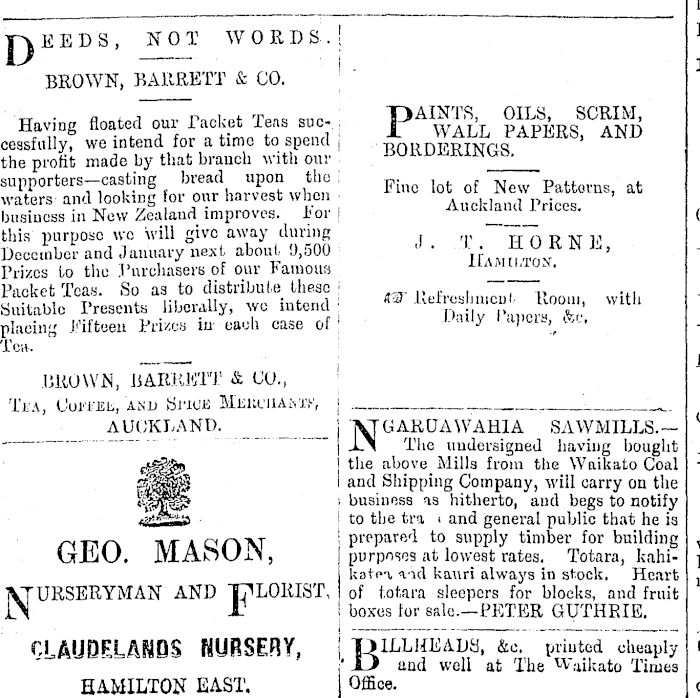 DEEDS, NOT WORDS.
BROWN, BARRETT & CO.
Having floated our Packet Teas suc-
cessfully, we intend for a time to spend
the profit made by that branch with our
supporters—casting bread upon the
waters and looking for our harvest when
business in New Zealand improves. For
this purpose we will give away during
December and January next about 9,500
Prizes to the Purchasers of our Famous
Packet Teas. So as to distribute these
Suitable Presents liberally, we intend
placing Fifteen Prizes in each case of
Tea.
BROWN, BARRETT & CO.,
TEA, COFFEE, AND SPICE MERCHANTS,
AUCKLAND.
GEO. MASON,
NURSERYMAN AND FLORIST,
CLAUDELANDS NURSERY,
HAMILTON EAST.
PAINTS, OILS, SCRIM,
WALL PAPERS, AND
BORDERINGS.
Fine lot of New Patterns, at
Auckland Prices.
J. T. HORNE,
HAMILTON.
Refreshment Room, with
Daily Papers, &c.
NGARUAWAHIA SAWMILLS.—
The undersigned having bought
the above Mills from the Waikato Coal
and Shipping Company, will carry on the
business as hitherto, and begs to notify
to the and general public that he is
prepared to supply timber for building
purposes at lowest rates. Totara, kahi-
katea and kauri always in stock. Heart
of totara sleepers for blocks, and fruit
boxes for sale.—PETER GUTHRIE.
BILLHEADS, &c. printed cheaply
and well at The Waikato Times
Office.